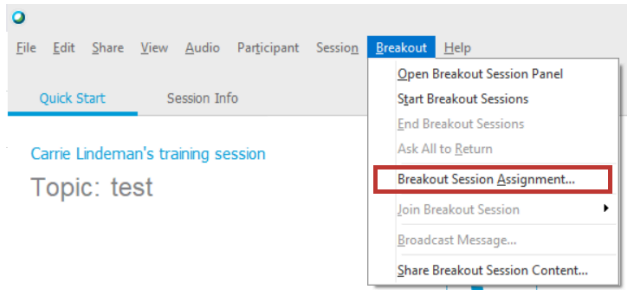 File Edit Share View Audio Participant Session Breakout Help
Quick Start Session Info
Carrie Lindeman's training session
Topic: test
Open Breakout Session Panel
Start Breakout Sessions
End Breakout Sessions
Ask All to Return
Breakout Session Assignment...
Join Breakout Session
Broadcast Message...
Share Breakout Session Content...